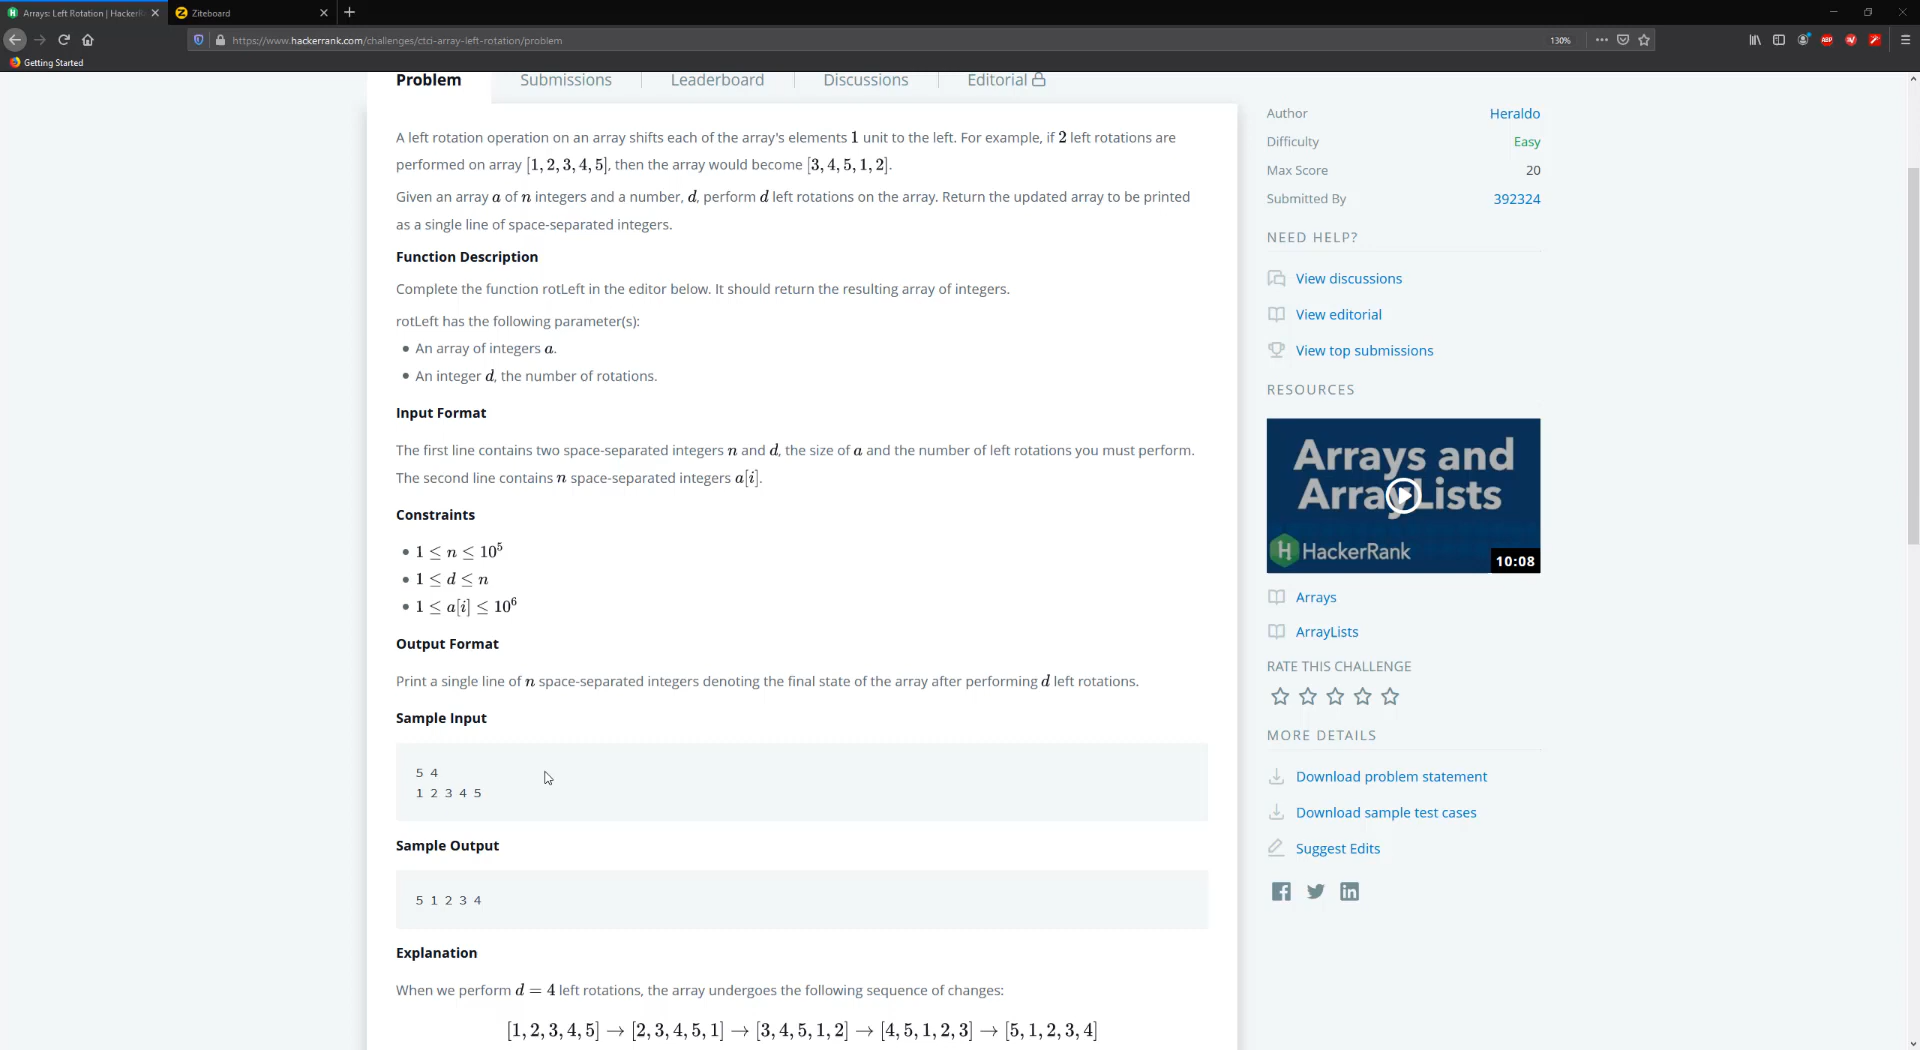 Arrays: Left Rotation | HackerR
Ziteboard
https://www.hackerrank.com/challenges/ctci-array-left-rotation/problem
130%
ABP
Getting Started
Problem
Submissions
Leaderboard
Discussions
Editorial
A left rotation operation on an array shifts each of the array's elements 1 unit to the left. For example, if 2 left rotations are
performed on array [1, 2, 3, 4, 5], then the array would become [3, 4, 5, 1, 2].
Given an array a of n integers and a number, d, perform d left rotations on the array. Return the updated array to be printed
as a single line of space-separated integers.
Function Description
Complete the function rotLeft in the editor below. It should return the resulting array of integers.
rotLeft has the following parameter(s):
• An array of integers a.
• An integer d, the number of rotations.
Input Format
The first line contains two space-separated integers n and d, the size of a and the number of left rotations you must perform.
The second line contains n space-separated integers a[i].
Constraints
• 1 ≤ n ≤ 10⁵
• 1 ≤ d ≤ n
• 1 ≤ a[i] ≤ 10⁶
Output Format
Print a single line of n space-separated integers denoting the final state of the array after performing d left rotations.
Sample Input
5 4
1 2 3 4 5
Sample Output
5 1 2 3 4
Explanation
When we perform d = 4 left rotations, the array undergoes the following sequence of changes:
[1, 2, 3, 4, 5] → [2, 3, 4, 5, 1] → [3, 4, 5, 1, 2] → [4, 5, 1, 2, 3] → [5, 1, 2, 3, 4]
Author Heraldo
Difficulty Easy
Max Score 20
Submitted By 392324
NEED HELP?
View discussions
View editorial
View top submissions
RESOURCES
Arrays and
ArrayLists
HackerRank
10:08
Arrays
ArrayLists
RATE THIS CHALLENGE
MORE DETAILS
Download problem statement
Download sample test cases
Suggest Edits